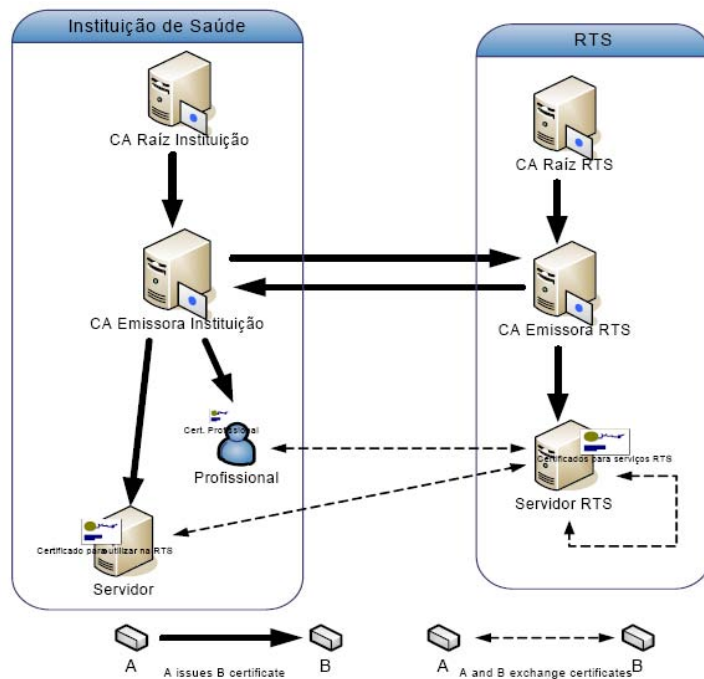 Instituição de Saúde
RTS
CA Raíz Instituição
CA Raíz RTS
CA Emissora Instituição
CA Emissora RTS
Cert. Profissional
Profissional
Certificados para serviços RTS
Servidor RTS
Certificado para utilizar na RTS
Servidor
A
A issues B certificate
B
A
A and B exchange certificates
B